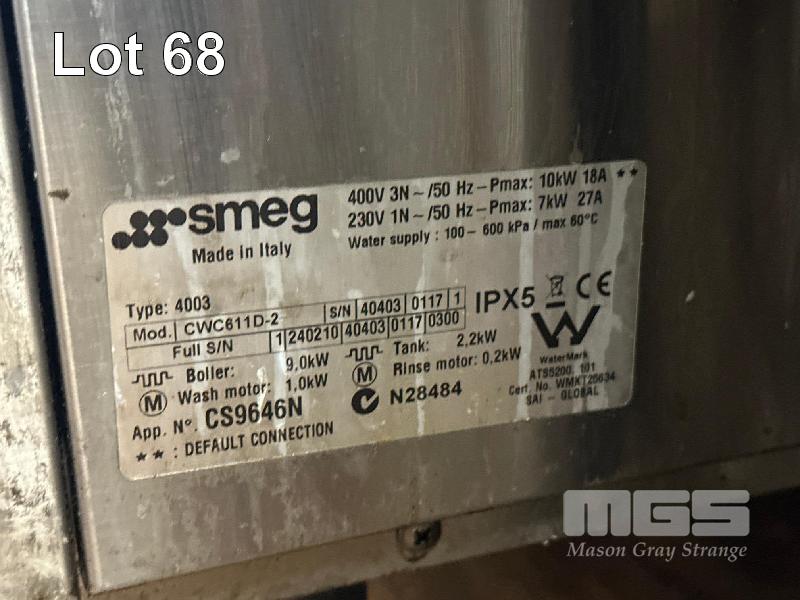 Lot 68
smeg
Made in Italy
400V 3N ~ /50 Hz – Pmax: 10kW 18A **
230V 1N ~ /50 Hz – Pmax: 7kW 27A
Water supply : 100 – 600 kPa / max 60°C
Type: 4003
Mod. CWC611D-2 S/N 40403 0117 1
Full S/N 1 240210 40403 0117 0300
Boiler: 9,0kW Tank: 2,2kW
M Wash motor: 1,0kW M Rinse motor: 0,2kW
App. N°. CS9646N N28484
** : DEFAULT CONNECTION
IPX5 CE
WaterMark
ATS5200. 101
Cert. No. WMKT25634
SAI – GLOBAL
MGS
Mason Gray Strange